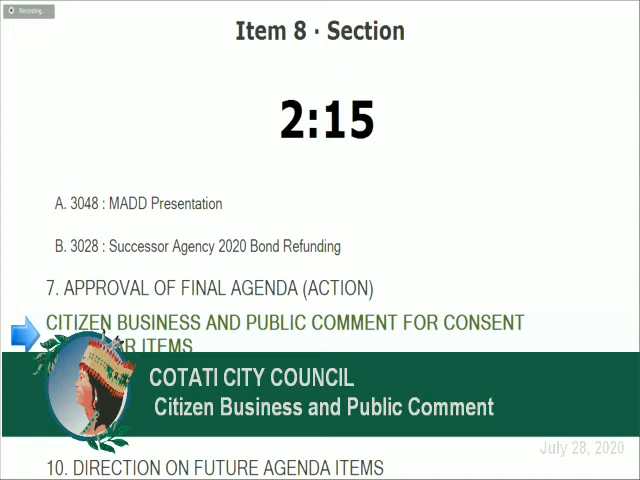 Recording...
Item 8 · Section
2:15
A. 3048 : MADD Presentation
B. 3028 : Successor Agency 2020 Bond Refunding
7. APPROVAL OF FINAL AGENDA (ACTION)
CITIZEN BUSINESS AND PUBLIC COMMENT FOR CONSENT
ITEMS
COTATI CITY COUNCIL
Citizen Business and Public Comment
July 28, 2020
10. DIRECTION ON FUTURE AGENDA ITEMS